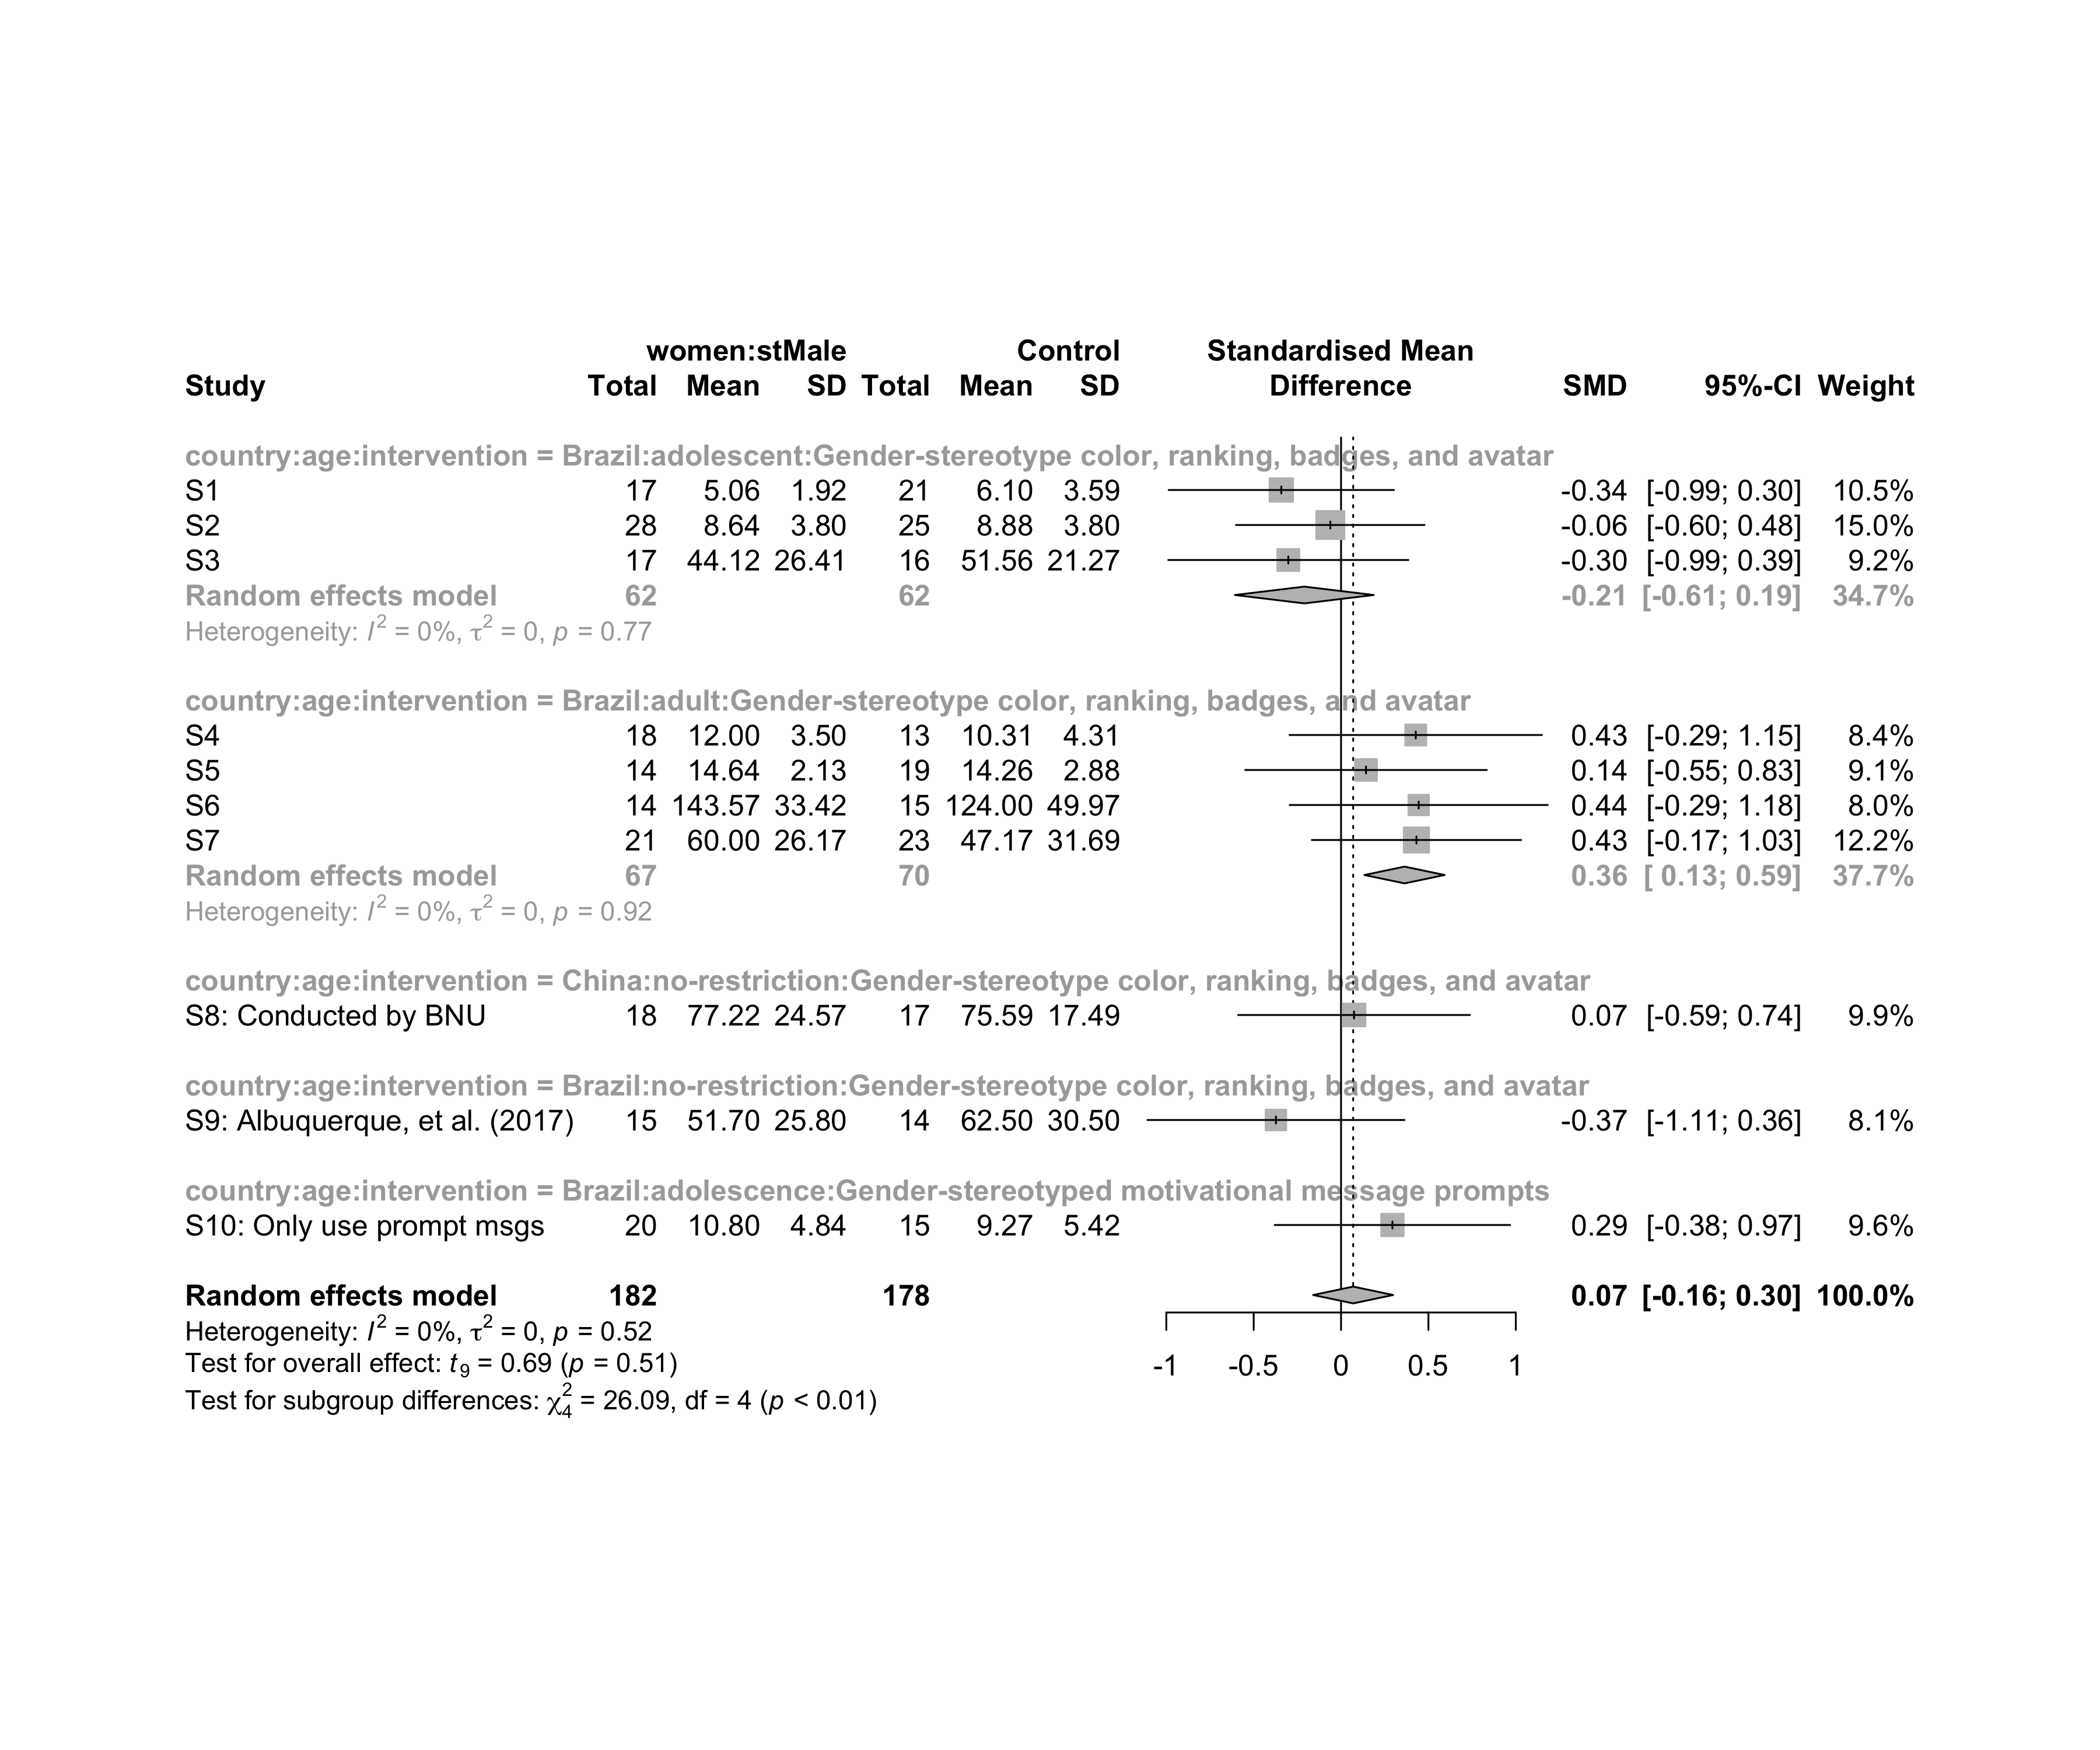 women:stMale Control Standardised Mean
Study Total Mean SD Total Mean SD Difference SMD 95%-CI Weight
country:age:intervention = Brazil:adolescent:Gender-stereotype color, ranking, badges, and avatar
S1 17 5.06 1.92 21 6.10 3.59 -0.34 [-0.99; 0.30] 10.5%
S2 28 8.64 3.80 25 8.88 3.80 -0.06 [-0.60; 0.48] 15.0%
S3 17 44.12 26.41 16 51.56 21.27 -0.30 [-0.99; 0.39] 9.2%
Random effects model 62 62 -0.21 [-0.61; 0.19] 34.7%
Heterogeneity: I² = 0%, τ² = 0, p = 0.77
country:age:intervention = Brazil:adult:Gender-stereotype color, ranking, badges, and avatar
S4 18 12.00 3.50 13 10.31 4.31 0.43 [-0.29; 1.15] 8.4%
S5 14 14.64 2.13 19 14.26 2.88 0.14 [-0.55; 0.83] 9.1%
S6 14 143.57 33.42 15 124.00 49.97 0.44 [-0.29; 1.18] 8.0%
S7 21 60.00 26.17 23 47.17 31.69 0.43 [-0.17; 1.03] 12.2%
Random effects model 67 70 0.36 [ 0.13; 0.59] 37.7%
Heterogeneity: I² = 0%, τ² = 0, p = 0.92
country:age:intervention = China:no-restriction:Gender-stereotype color, ranking, badges, and avatar
S8: Conducted by BNU 18 77.22 24.57 17 75.59 17.49 0.07 [-0.59; 0.74] 9.9%
country:age:intervention = Brazil:no-restriction:Gender-stereotype color, ranking, badges, and avatar
S9: Albuquerque, et al. (2017) 15 51.70 25.80 14 62.50 30.50 -0.37 [-1.11; 0.36] 8.1%
country:age:intervention = Brazil:adolescence:Gender-stereotyped motivational message prompts
S10: Only use prompt msgs 20 10.80 4.84 15 9.27 5.42 0.29 [-0.38; 0.97] 9.6%
Random effects model 182 178 0.07 [-0.16; 0.30] 100.0%
Heterogeneity: I² = 0%, τ² = 0, p = 0.52
Test for overall effect: t₉ = 0.69 (p = 0.51)
-1 -0.5 0 0.5 1
Test for subgroup differences: χ²₄ = 26.09, df = 4 (p < 0.01)